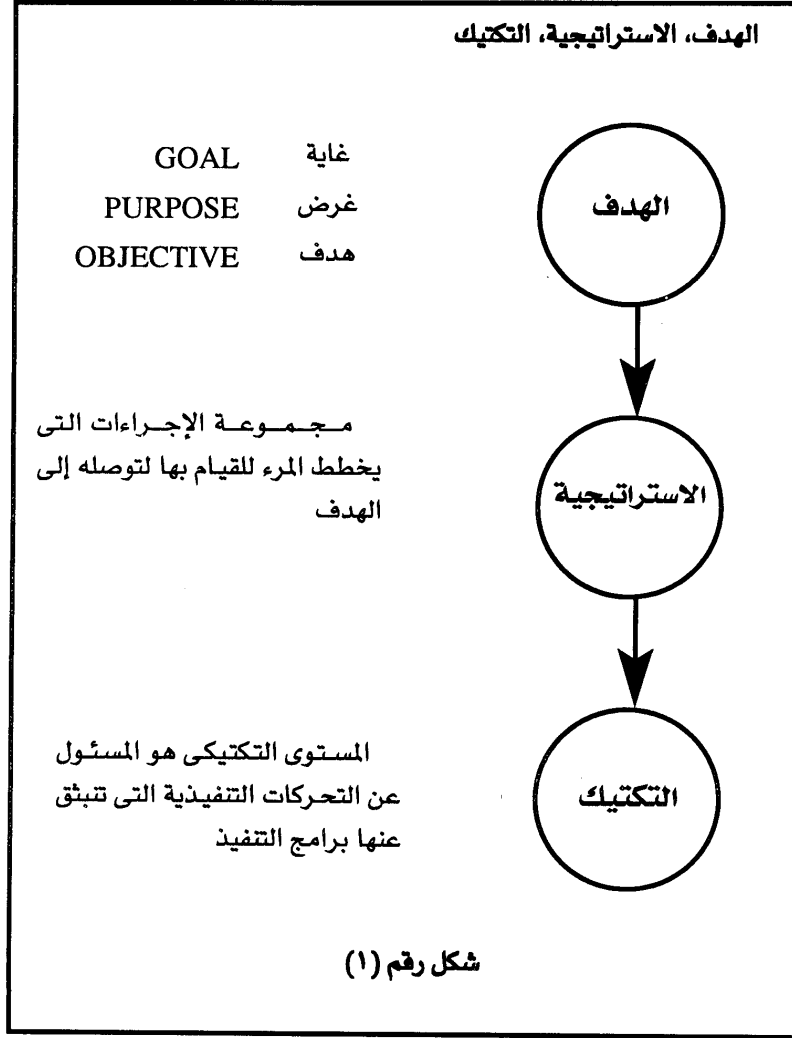 الهدف، الاستراتيجية، التكتيك
الهدف
غاية GOAL
غرض PURPOSE
هدف OBJECTIVE
الاستراتيجية
مجموعة الإجراءات التى
يخطط المرء للقيام بها لتوصله إلى
الهدف
التكتيك
المستوى التكتيكى هو المسئول
عن التحركات التنفيذية التى تنبثق
عنها برامج التنفيذ
شكل رقم (١)